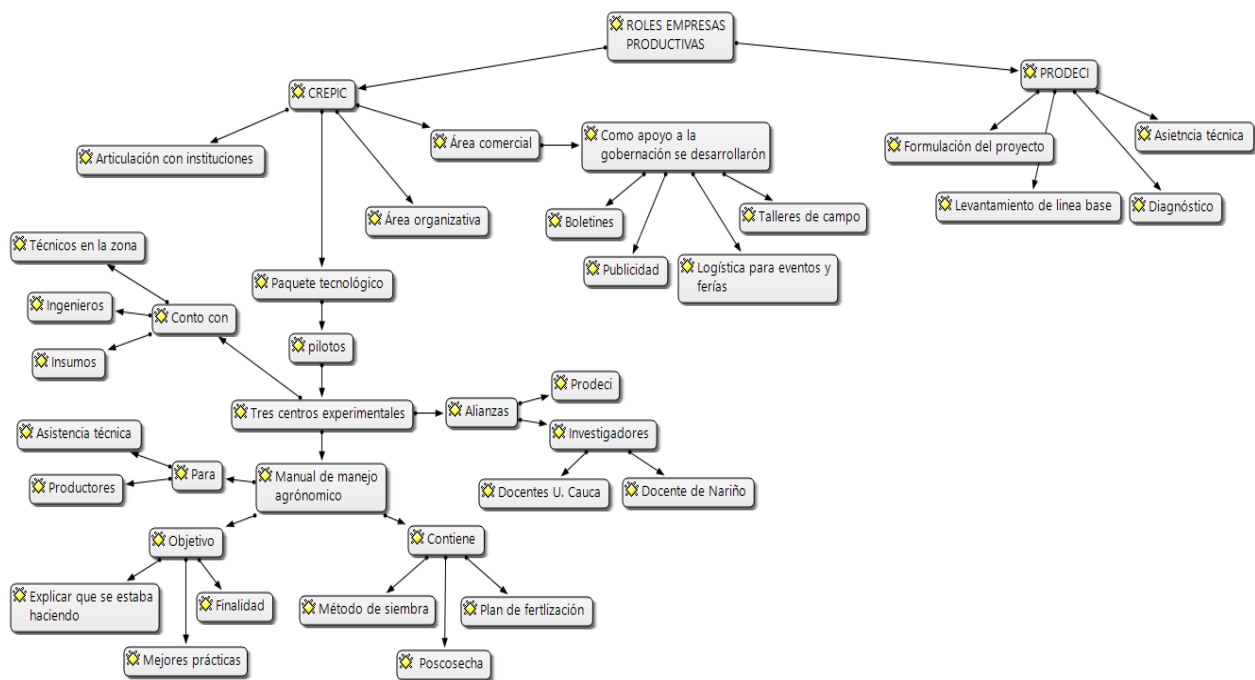 ROLES EMPRESAS
PRODUCTIVAS
CREPIC
PRODECI
Articulación con instituciones
Área comercial
Como apoyo a la
gobernación se desarrollarón
Formulación del proyecto
Asietncia técnica
Área organizativa
Boletines
Talleres de campo
Levantamiento de linea base
Diagnóstico
Técnicos en la zona
Publicidad
Logística para eventos y
ferías
Paquete tecnológico
Ingenieros
Conto con
Insumos
pilotos
Tres centros experimentales
Alianzas
Prodeci
Investigadores
Asistencia técnica
Productores
Para
Manual de manejo
agrónomico
Docentes U. Cauca
Docente de Nariño
Objetivo
Contiene
Explicar que se estaba
haciendo
Finalidad
Método de siembra
Plan de fertlización
Mejores prácticas
Poscosecha